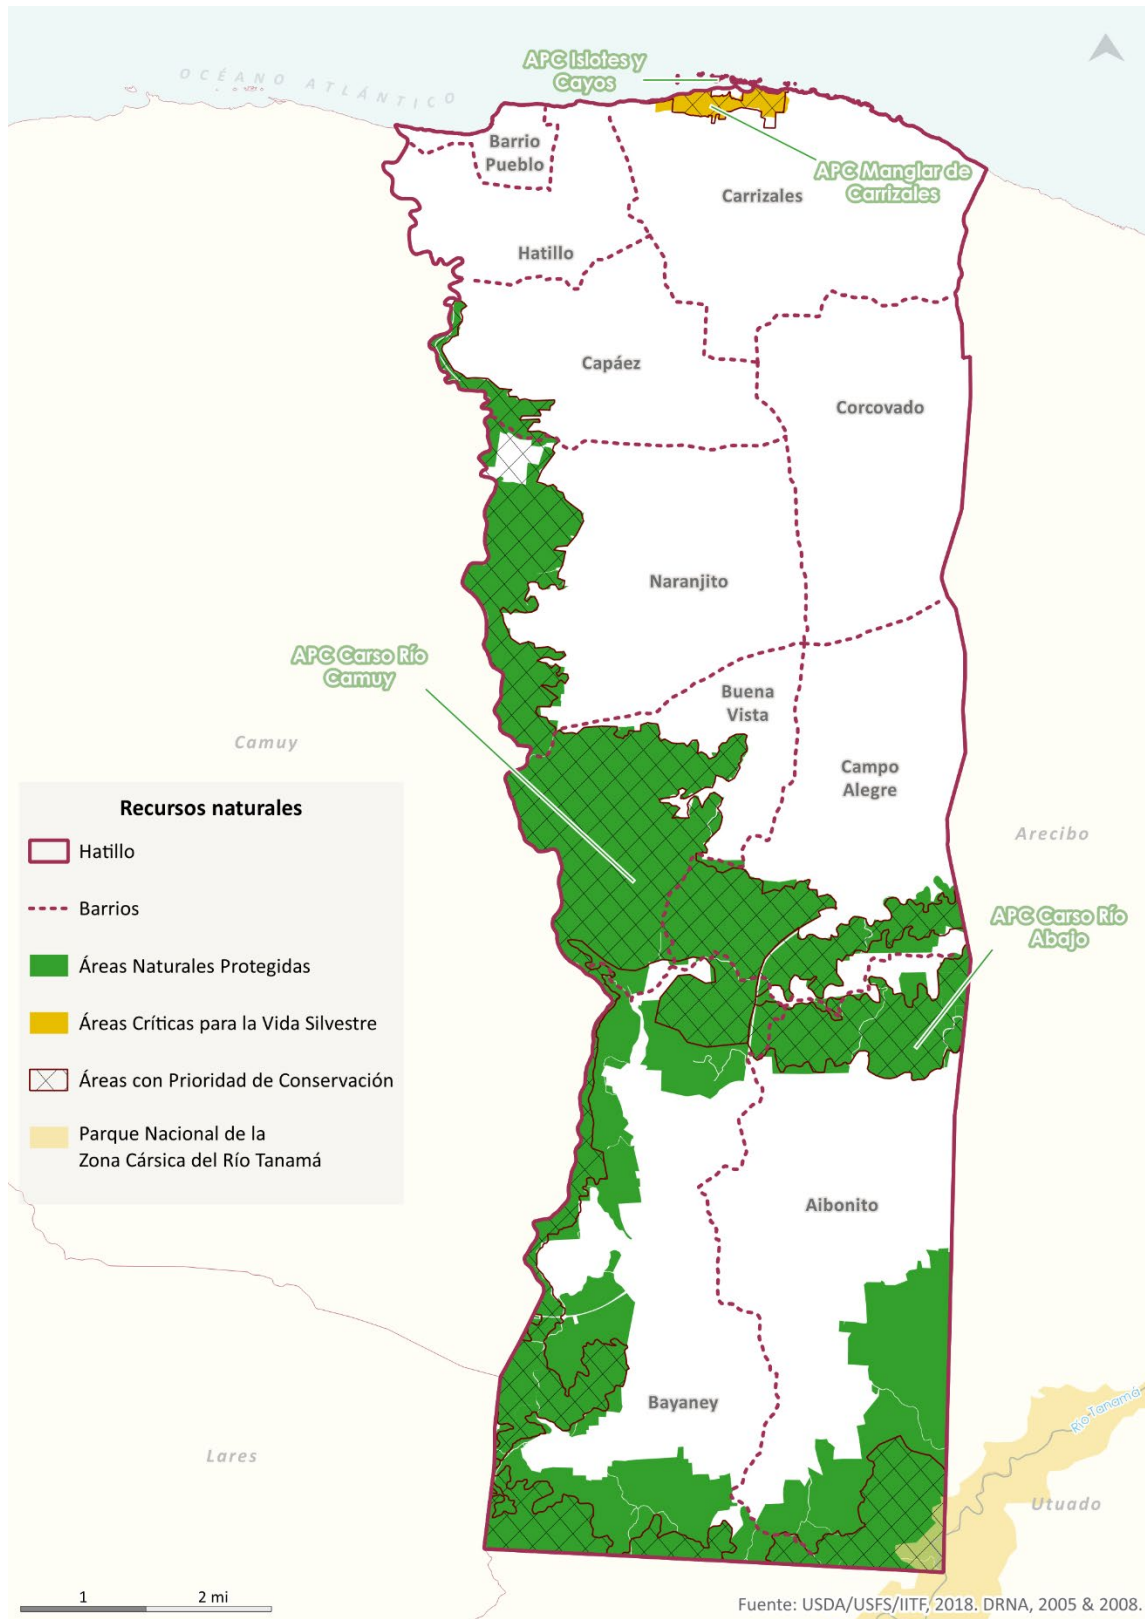 OCÉANO ATLÁNTICO
APC Islotes y
Cayos
Barrio
Pueblo
APC Manglar de
Carrizales
Carrizales
Hatillo
Capáez
Corcovado
Naranjito
APC Carso Río
Camuy
Buena
Vista
Camuy
Campo
Alegre
Arecibo
APC Carso Río
Abajo
Recursos naturales
Hatillo
Barrios
Áreas Naturales Protegidas
Áreas Críticas para la Vida Silvestre
Áreas con Prioridad de Conservación
Parque Nacional de la
Zona Cársica del Río Tanamá
Aibonito
Bayaney
Río Tanamá
Lares
Utuado
1 2 mi
Fuente: USDA/USFS/IITF, 2018. DRNA, 2005 & 2008.